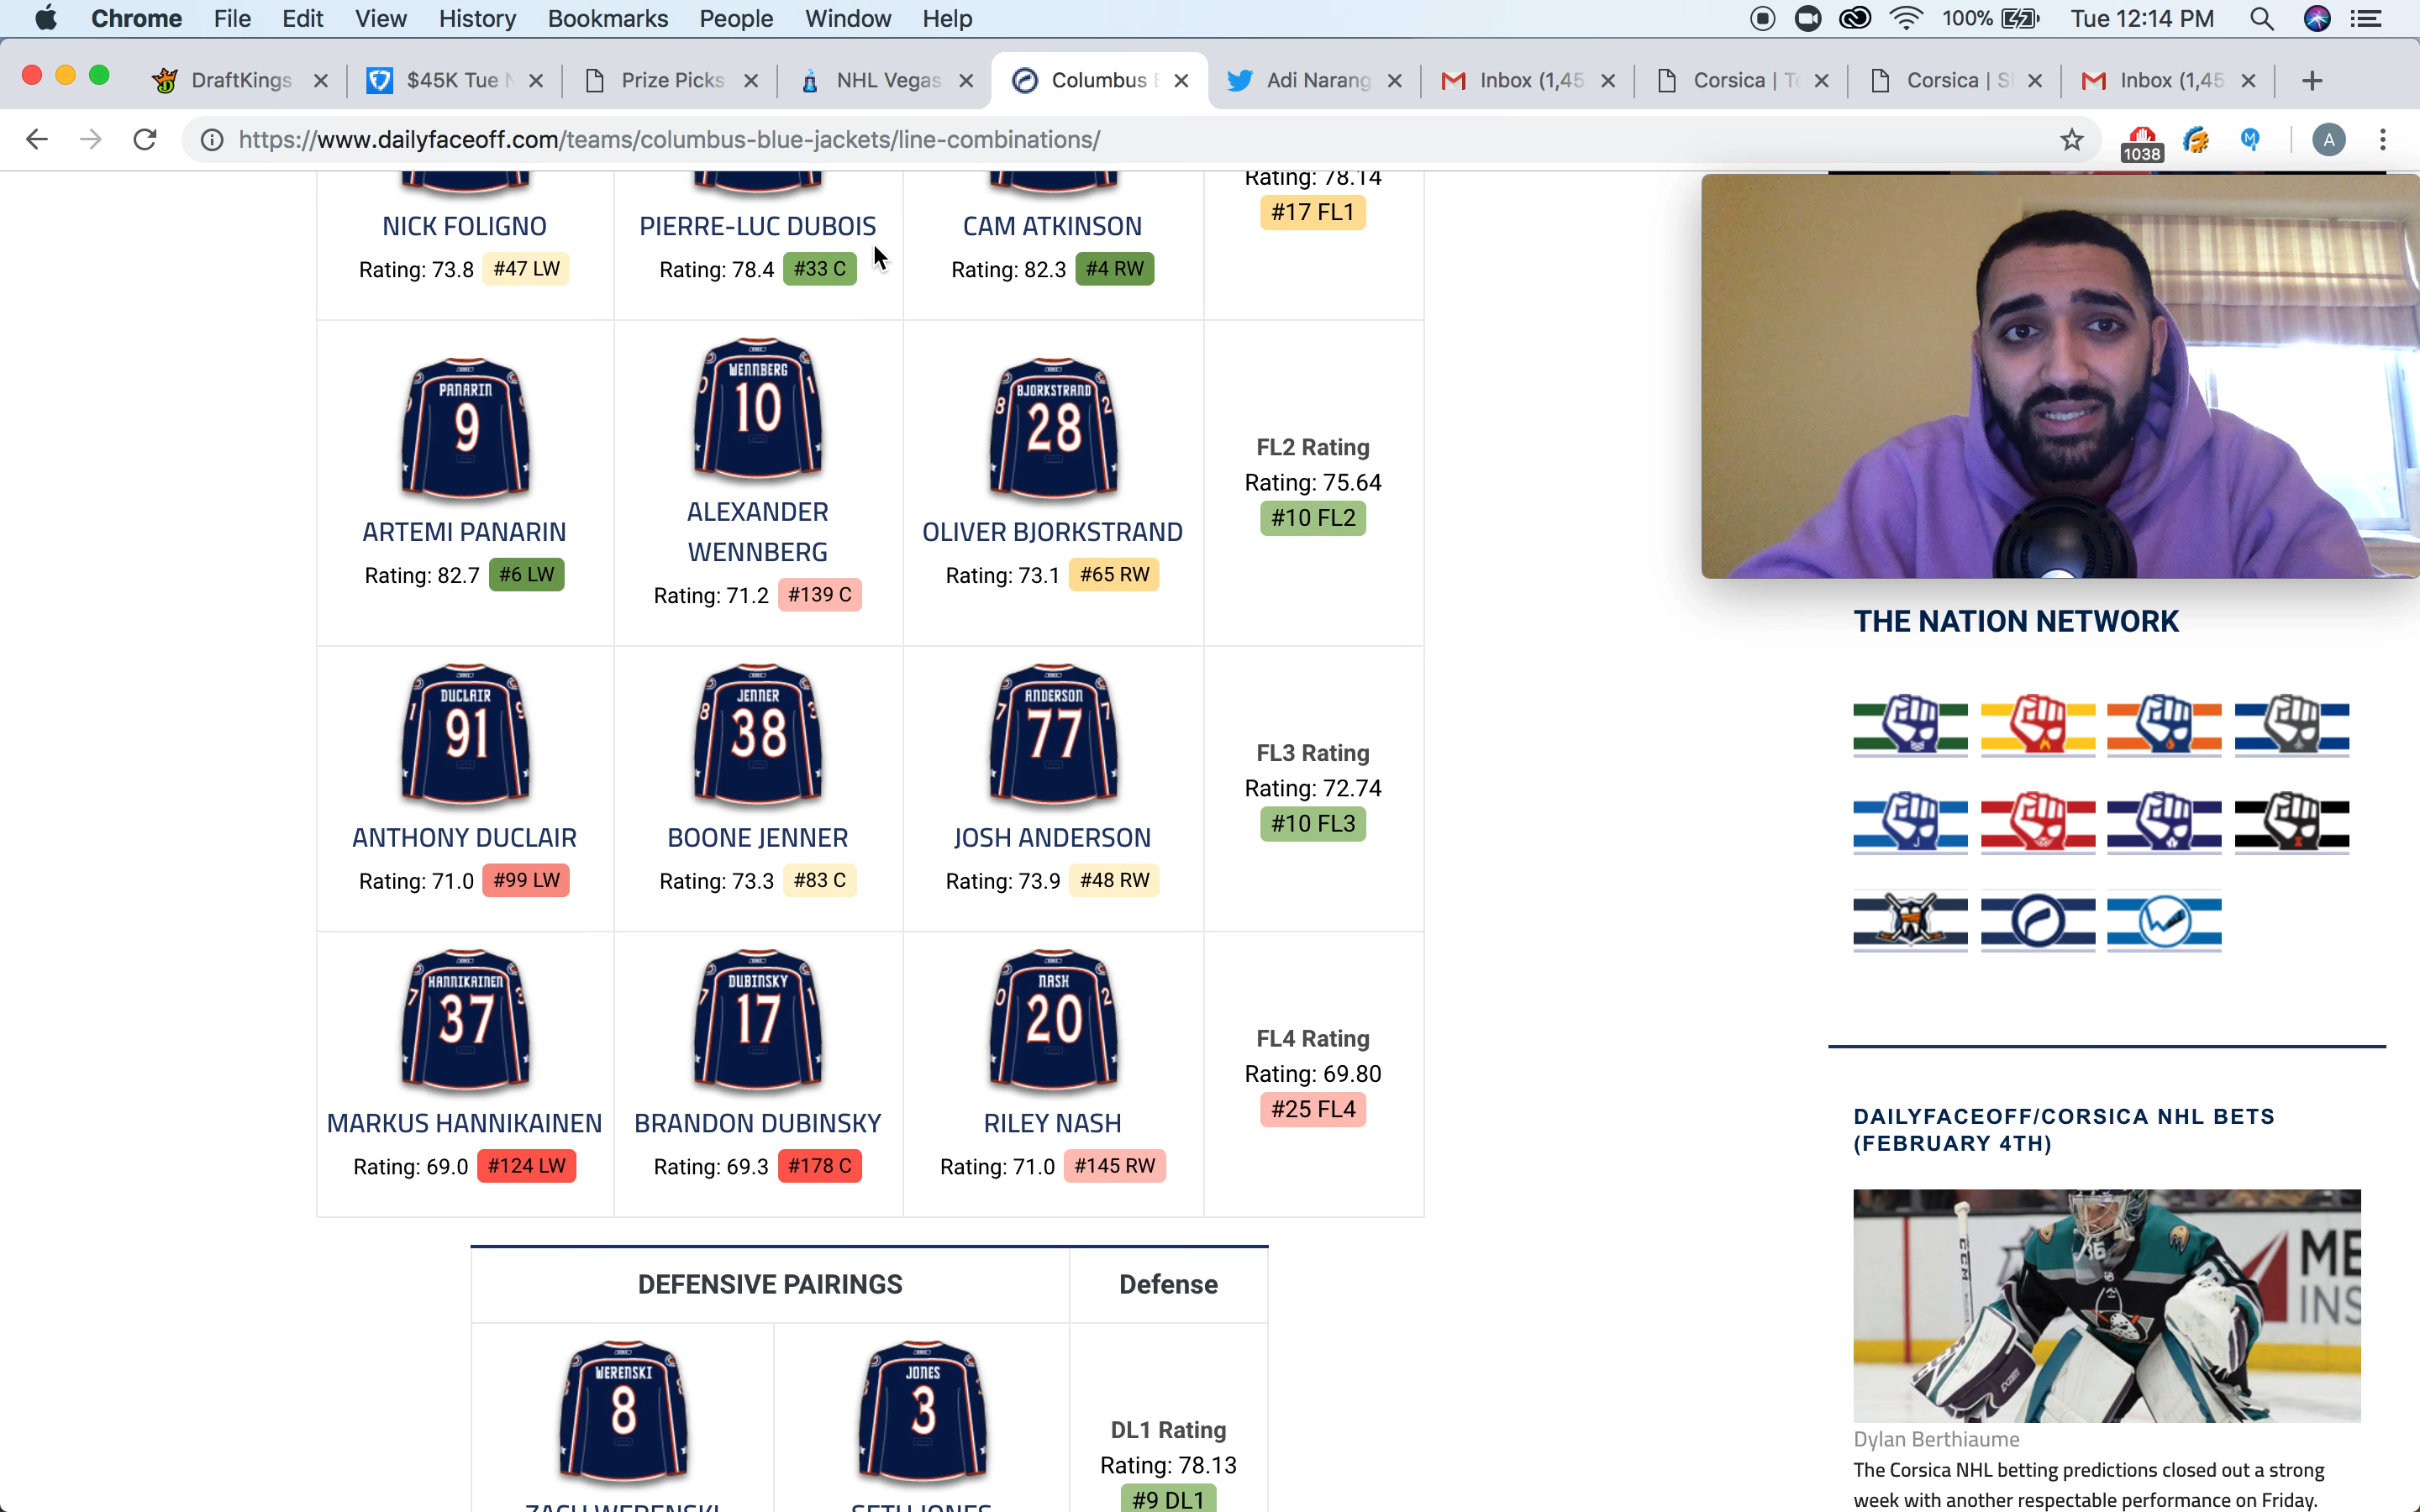 Chrome File Edit View History Bookmarks People Window Help 100% Tue 12:14 PM
DraftKings $45K Tue N Prize Picks NHL Vegas Columbus B Adi Narang Inbox (1,45 Corsica | Te Corsica | S Inbox (1,45
https://www.dailyfaceoff.com/teams/columbus-blue-jackets/line-combinations/ 1038 A
NICK FOLIGNO
Rating: 73.8 #47 LW
PIERRE-LUC DUBOIS
Rating: 78.4 #33 C
CAM ATKINSON
Rating: 82.3 #4 RW
Rating: 78.14
#17 FL1
PANARIN
9
ARTEMI PANARIN
Rating: 82.7 #6 LW
WENNBERG
10
ALEXANDER
WENNBERG
Rating: 71.2 #139 C
BJORKSTRAND
28
OLIVER BJORKSTRAND
Rating: 73.1 #65 RW
FL2 Rating
Rating: 75.64
#10 FL2
DUCLAIR
91
ANTHONY DUCLAIR
Rating: 71.0 #99 LW
JENNER
38
BOONE JENNER
Rating: 73.3 #83 C
ANDERSON
77
JOSH ANDERSON
Rating: 73.9 #48 RW
FL3 Rating
Rating: 72.74
#10 FL3
HANNIKAINEN
37
MARKUS HANNIKAINEN
Rating: 69.0 #124 LW
DUBINSKY
17
BRANDON DUBINSKY
Rating: 69.3 #178 C
NASH
20
RILEY NASH
Rating: 71.0 #145 RW
FL4 Rating
Rating: 69.80
#25 FL4
DEFENSIVE PAIRINGS
Defense
WERENSKI
8
ZACH WERENSKI
JONES
3
SETH JONES
DL1 Rating
Rating: 78.13
#9 DL1
THE NATION NETWORK
DAILYFACEOFF/CORSICA NHL BETS
(FEBRUARY 4TH)
Dylan Berthiaume
The Corsica NHL betting predictions closed out a strong
week with another respectable performance on Friday.